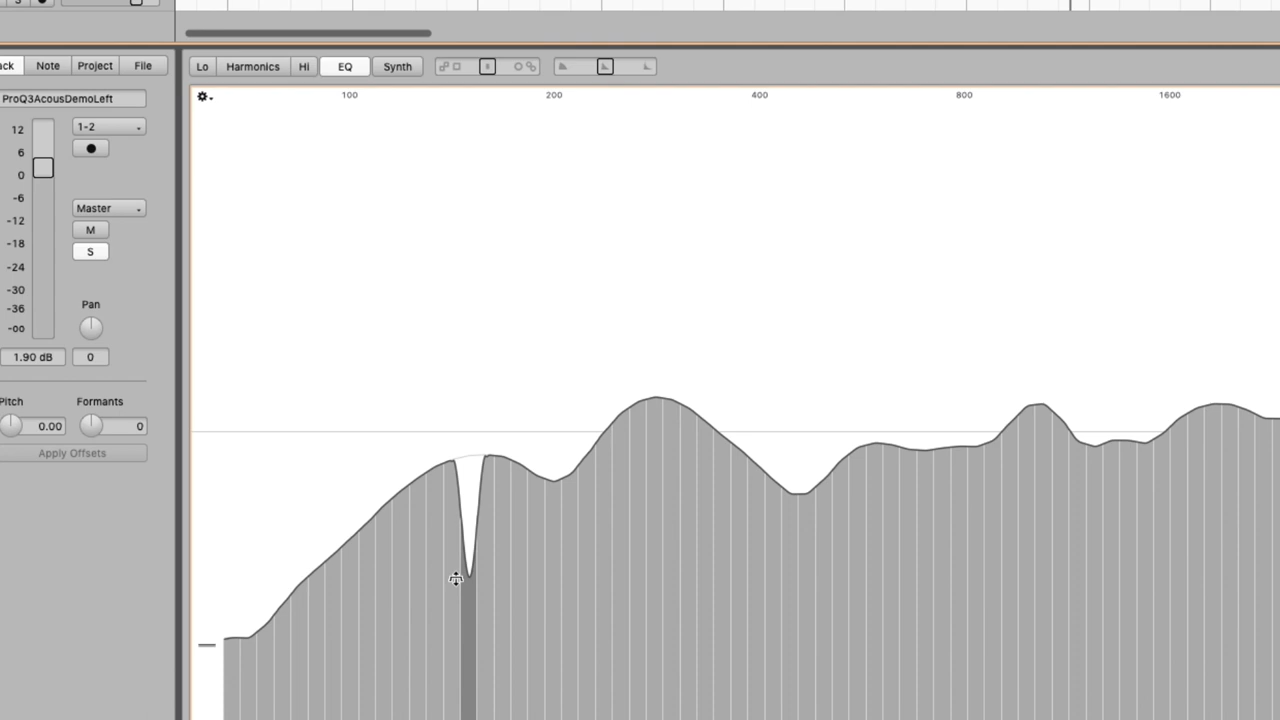 S
ack Note Project File
ProQ3AcousDemoLeft
12
6
0
-6
-12
-18
-24
-30
-36
-oo
1-2
Master
M
S
Pan
1.90 dB 0
Pitch Formants
0.00 0
Apply Offsets
Lo Harmonics Hi EQ Synth
100 200 400 800 1600